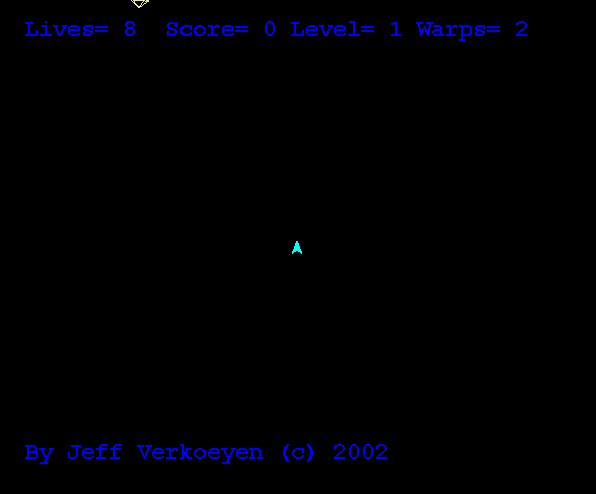 Lives= 8 Score= 0 Level= 1 Warps= 2
By Jeff Verkoeyen (c) 2002